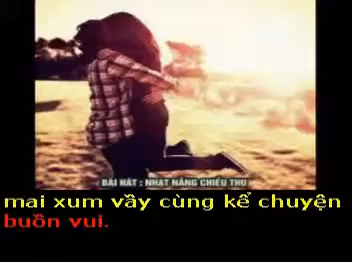 BÀI HÁT : NHẠT NẮNG CHIỀU THU
mai xum vầy cùng kể chuyện
buồn vui.